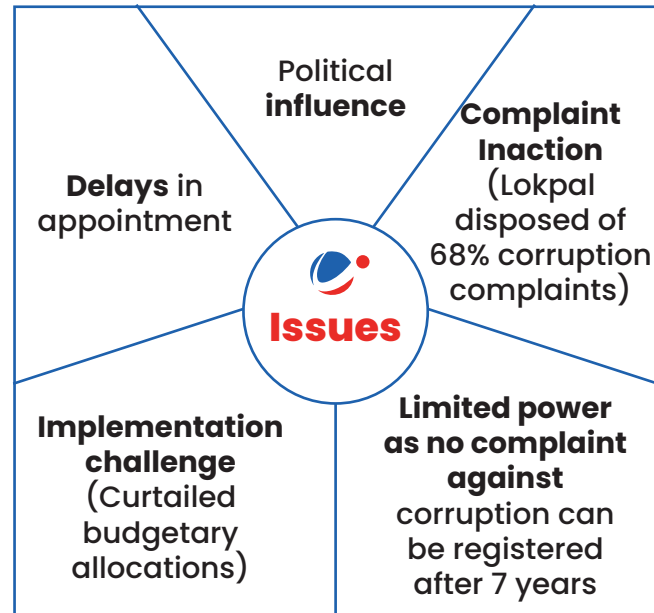 Political
influence
Complaint
Inaction
(Lokpal
disposed of
68% corruption
complaints)
Delays in
appointment
Issues
Implementation
challenge
(Curtailed
budgetary
allocations)
Limited power
as no complaint
against
corruption can
be registered
after 7 years